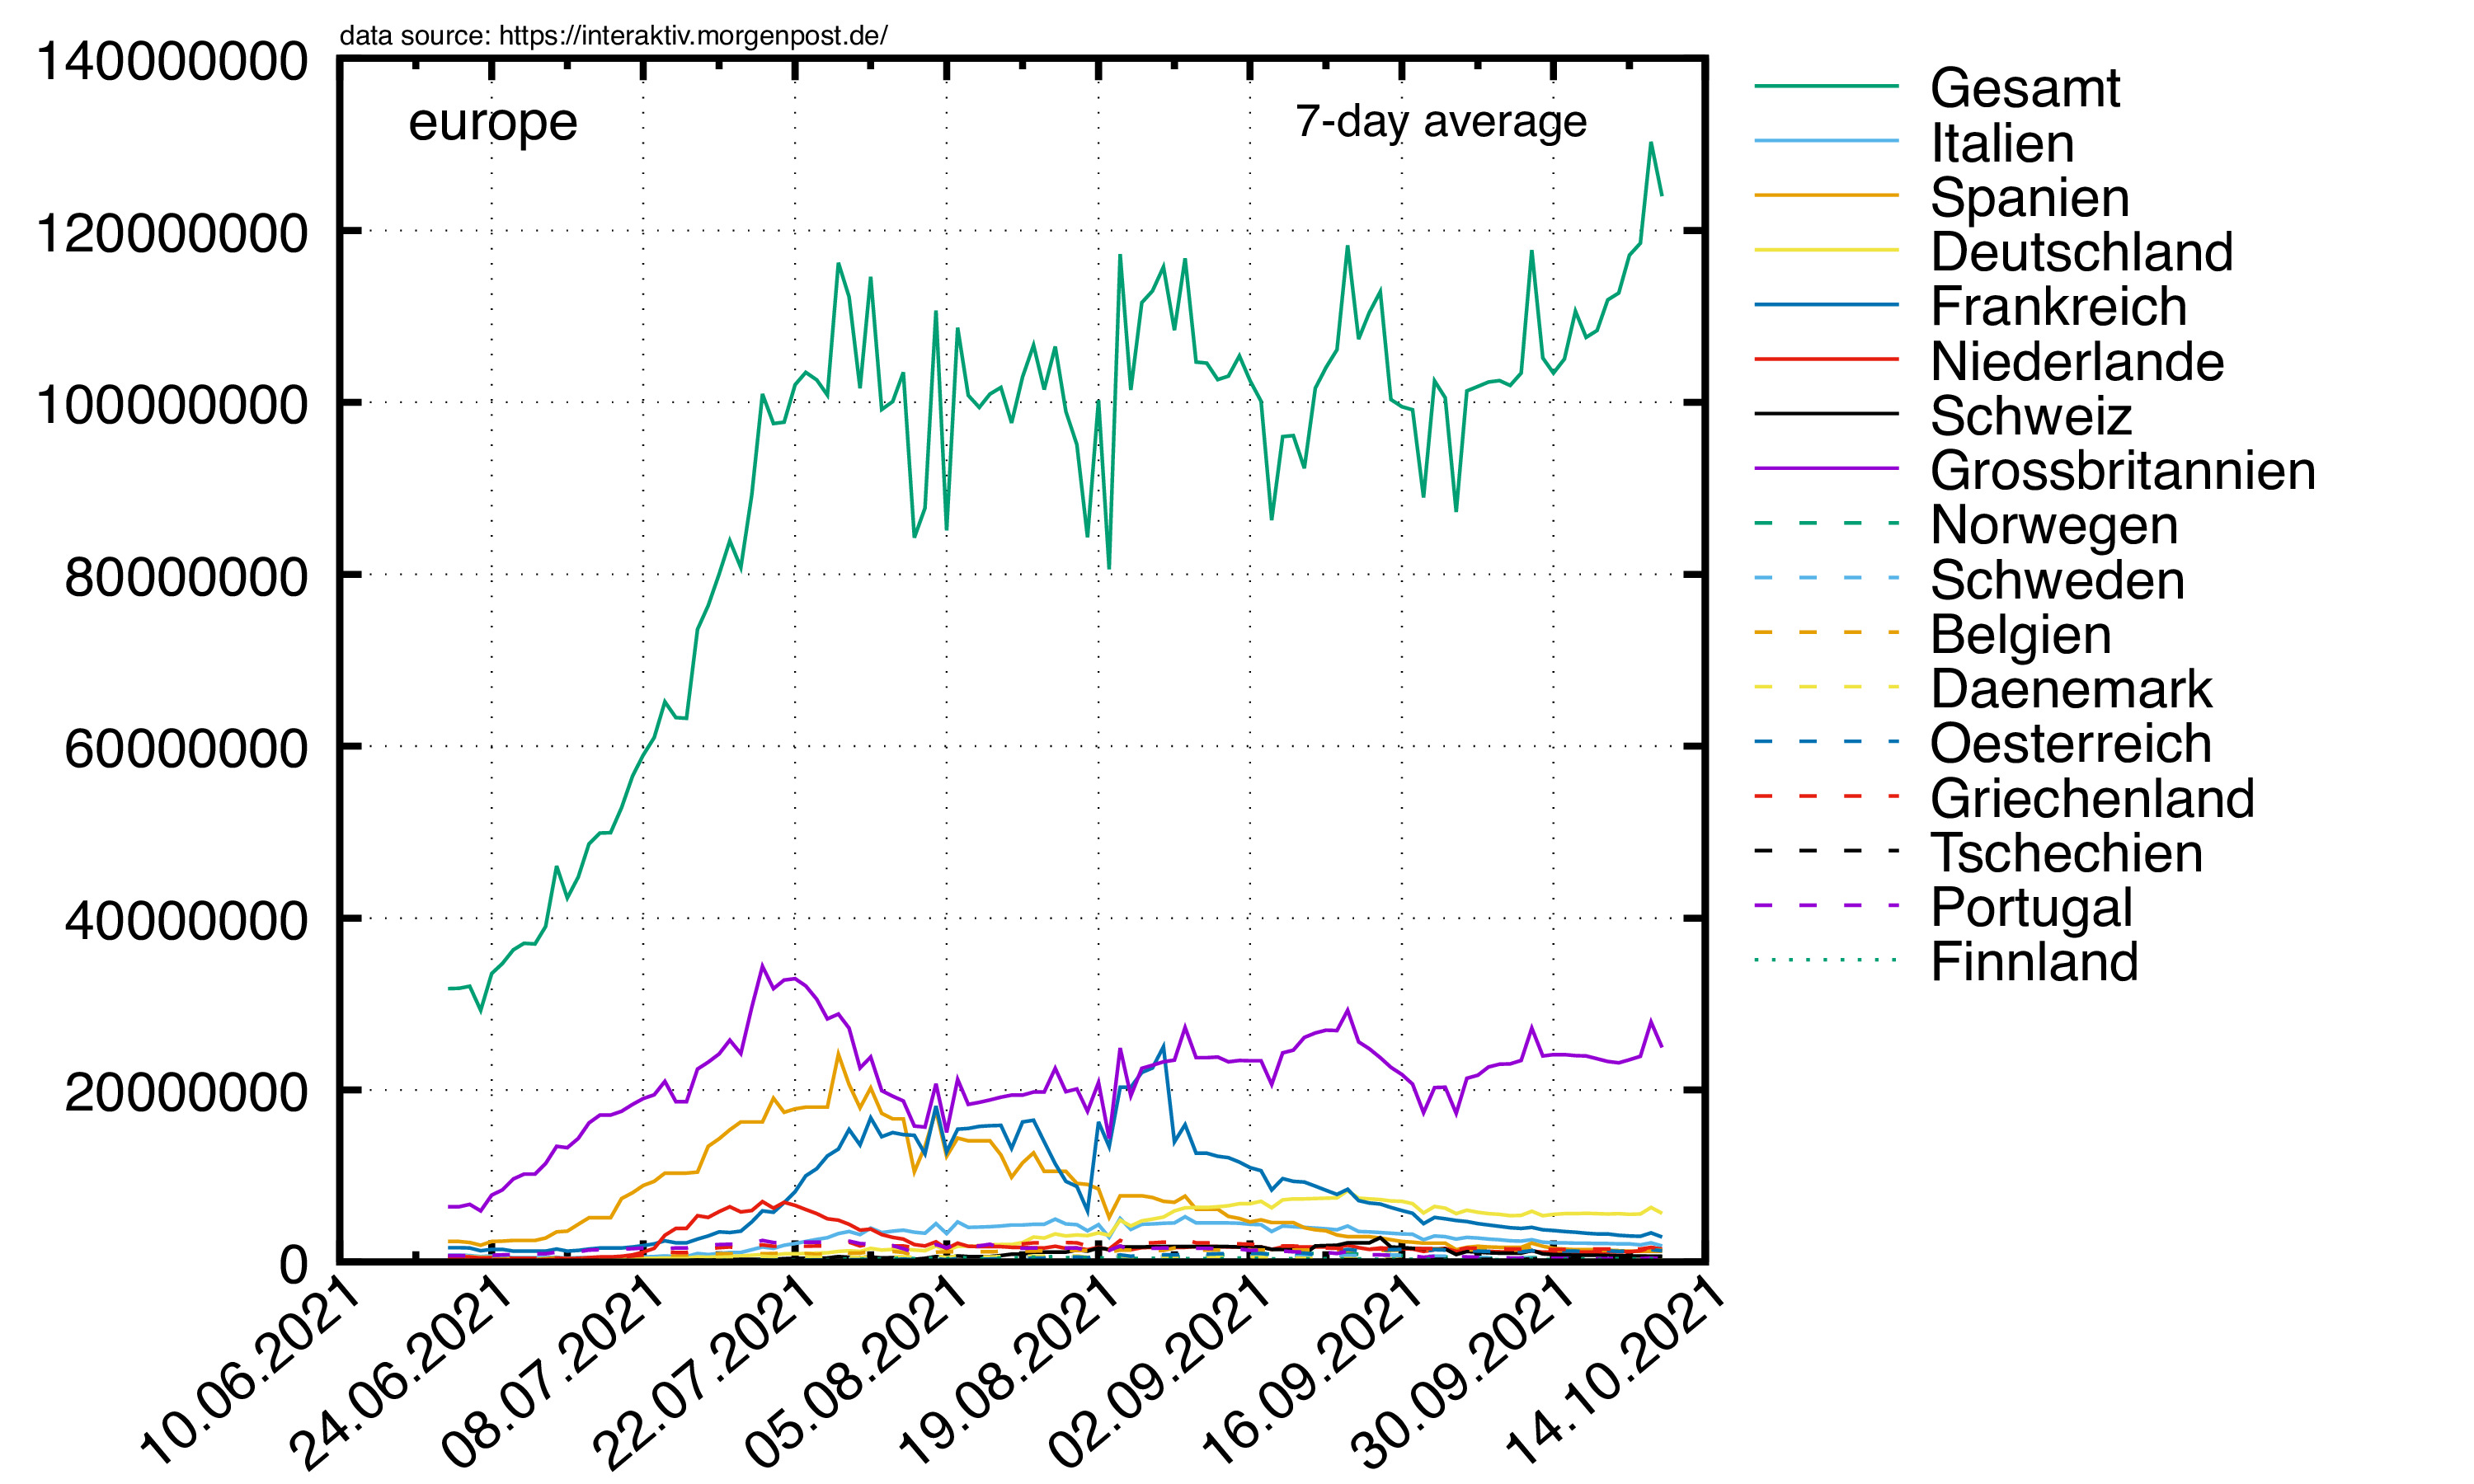 data source: https://interaktiv.morgenpost.de/
140000000
120000000
100000000
80000000
60000000
40000000
20000000
0
europe
7-day average
10.06.2021
24.06.2021
08.07.2021
22.07.2021
05.08.2021
19.08.2021
02.09.2021
16.09.2021
30.09.2021
14.10.2021
Gesamt
Italien
Spanien
Deutschland
Frankreich
Niederlande
Schweiz
Grossbritannien
Norwegen
Schweden
Belgien
Daenemark
Oesterreich
Griechenland
Tschechien
Portugal
Finnland